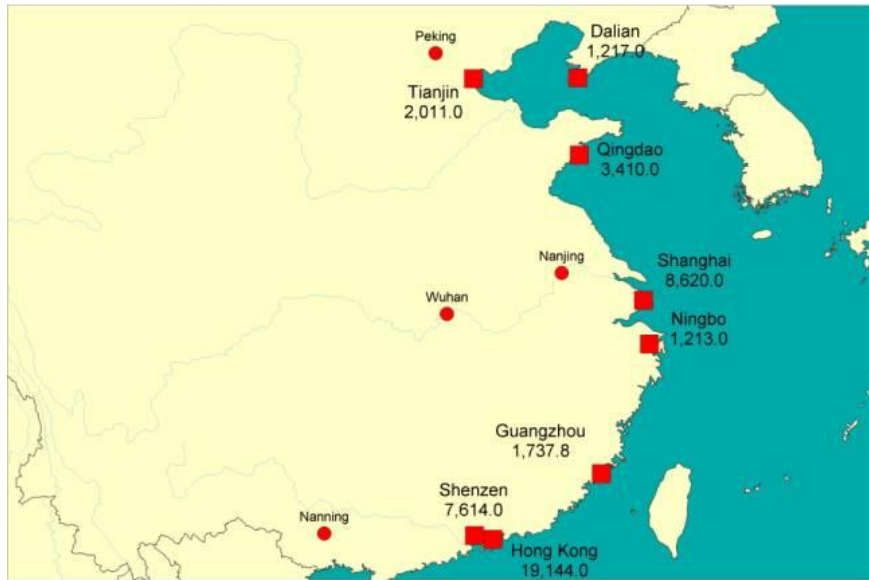 Peking
Dalian
1,217.0
Tianjin
2,011.0
Qingdao
3,410.0
Nanjing
Shanghai
8,620.0
Wuhan
Ningbo
1,213.0
Guangzhou
1,737.8
Shenzen
7,614.0
Nanning
Hong Kong
19,144.0